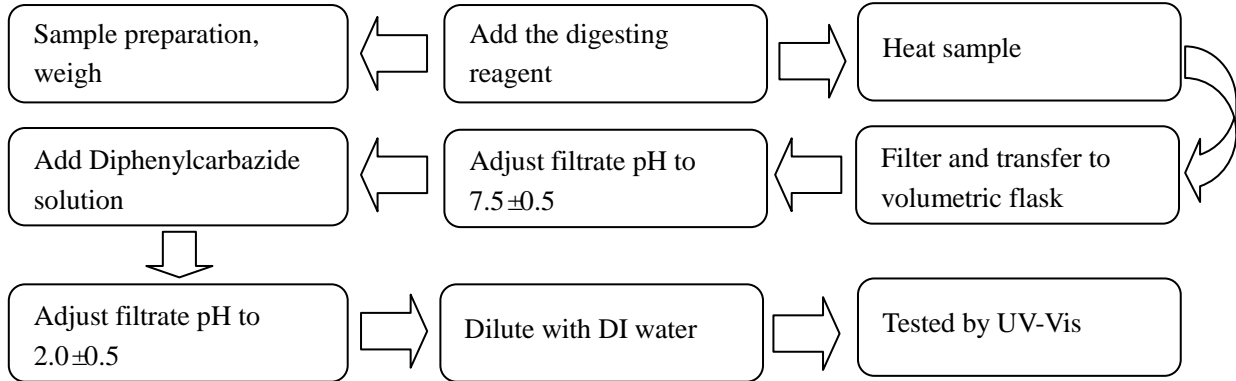 Sample preparation,
weigh
Add the digesting
reagent
Heat sample
Add Diphenylcarbazide
solution
Adjust filtrate pH to
7.5±0.5
Filter and transfer to
volumetric flask
Adjust filtrate pH to
2.0±0.5
Dilute with DI water
Tested by UV-Vis